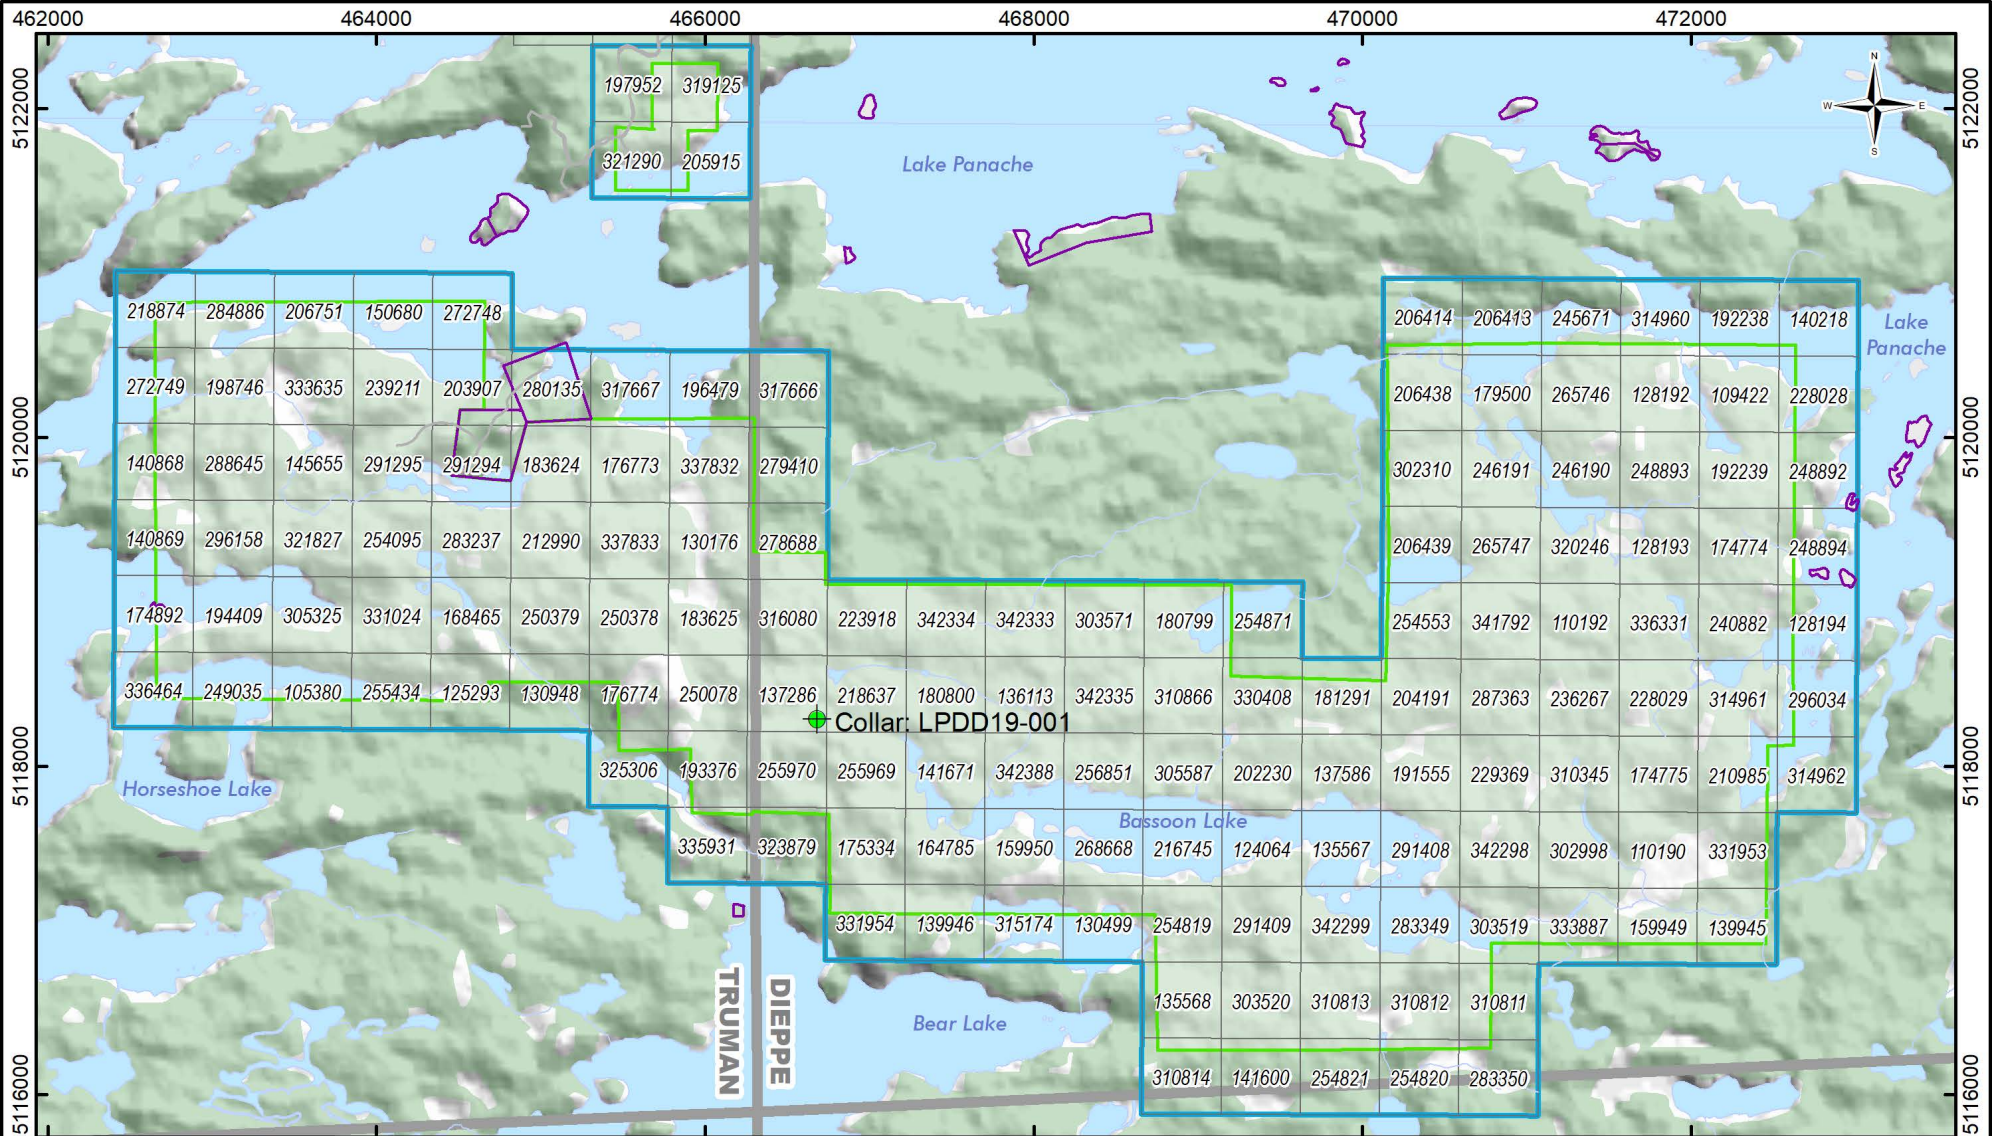 462000 464000 466000 468000 470000 472000
5122000 5122000
N
W E
S
197952 319125
321290 205915
Lake Panache
218874 284886 206751 150680 272748
206414 206413 245671 314960 192238 140218
Lake
Panache
272749 198746 333635 239211 203907 280135 317667 196479 317666
206438 179500 265746 128192 109422 228028
5120000 5120000
140868 288645 145655 291295 291294 183624 176773 337832 279410
302310 246191 246190 248893 192239 248892
140869 296158 321827 254095 283237 212990 337833 130176 278688
206439 265747 320246 128193 174774 248894
174892 194409 305325 331024 168465 250379 250378 183625 316080 223918 342334 342333 303571 180799 254871
254553 341792 110192 336331 240882 128194
336464 249035 105380 255434 125293 130948 176774 250078 137286 218637 180800 136113 342335 310866 330408 181291 204191 287363 236267 228029 314961 296034
Collar: LPDD19-001
5118000 5118000
325306 193376 255970 255969 141671 342388 256851 305587 202230 137586 191555 229369 310345 174775 210985 314962
Horseshoe Lake
Bassoon Lake
335931 323879 175334 164785 159950 268668 216745 124064 135567 291408 342298 302998 110190 331953
331954 139946 315174 130499 254819 291409 342299 283349 303519 333887 159949 139945
TRUMAN
DIEPPE
135568 303520 310813 310812 310811
Bear Lake
310814 141600 254821 254820 283350
5116000 5116000